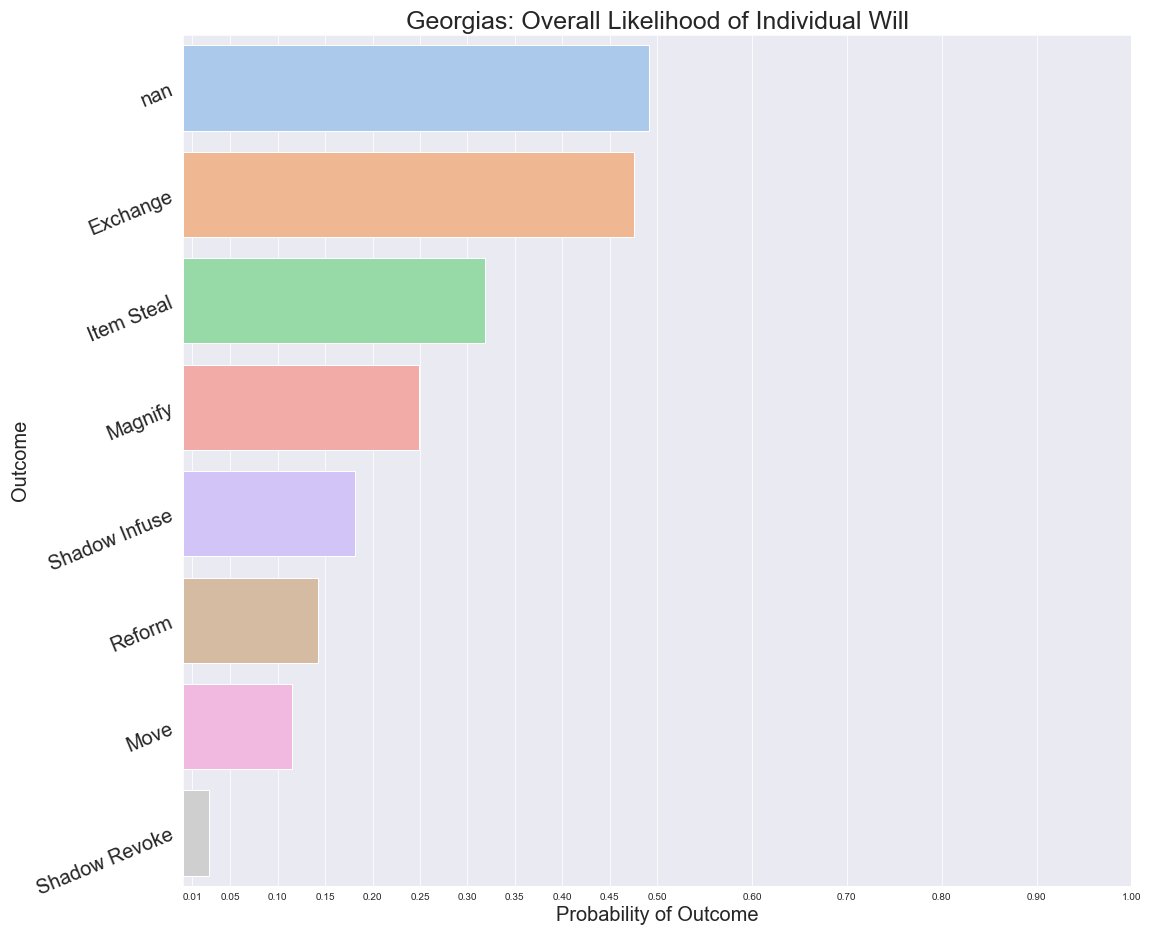 Georgias: Overall Likelihood of Individual Will
nan
Exchange
Item Steal
Magnify
Shadow Infuse
Reform
Move
Shadow Revoke
Outcome
0.01 0.05 0.10 0.15 0.20 0.25 0.30 0.35 0.40 0.45 0.50 0.60 0.70 0.80 0.90 1.00
Probability of Outcome